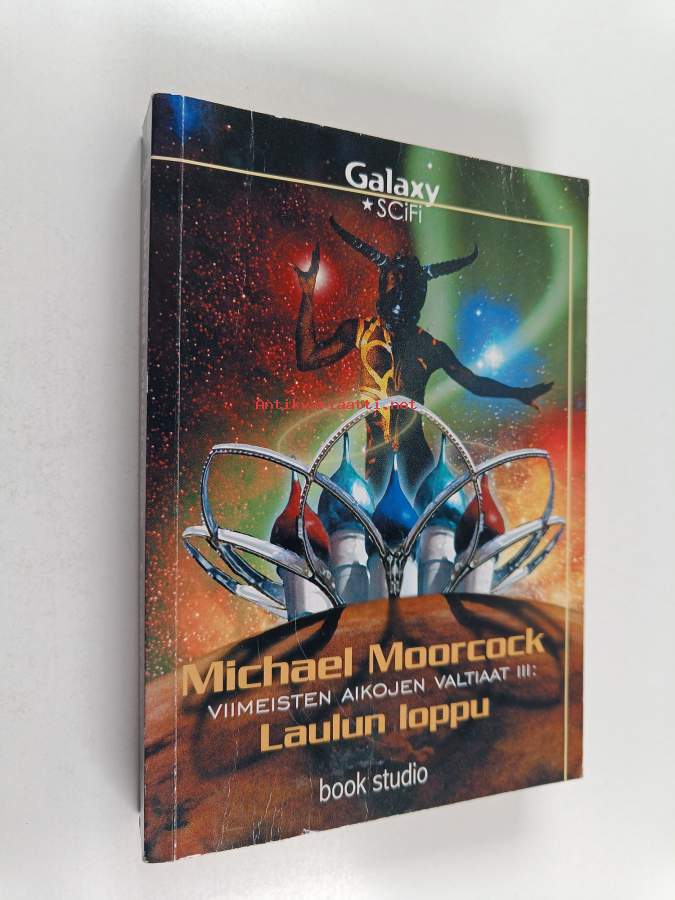 Galaxy
★SCiFi
Antikvariaatti.net
Michael Moorcock
VIIMEISTEN AIKOJEN VALTIAAT III:
Laulun loppu
book studio